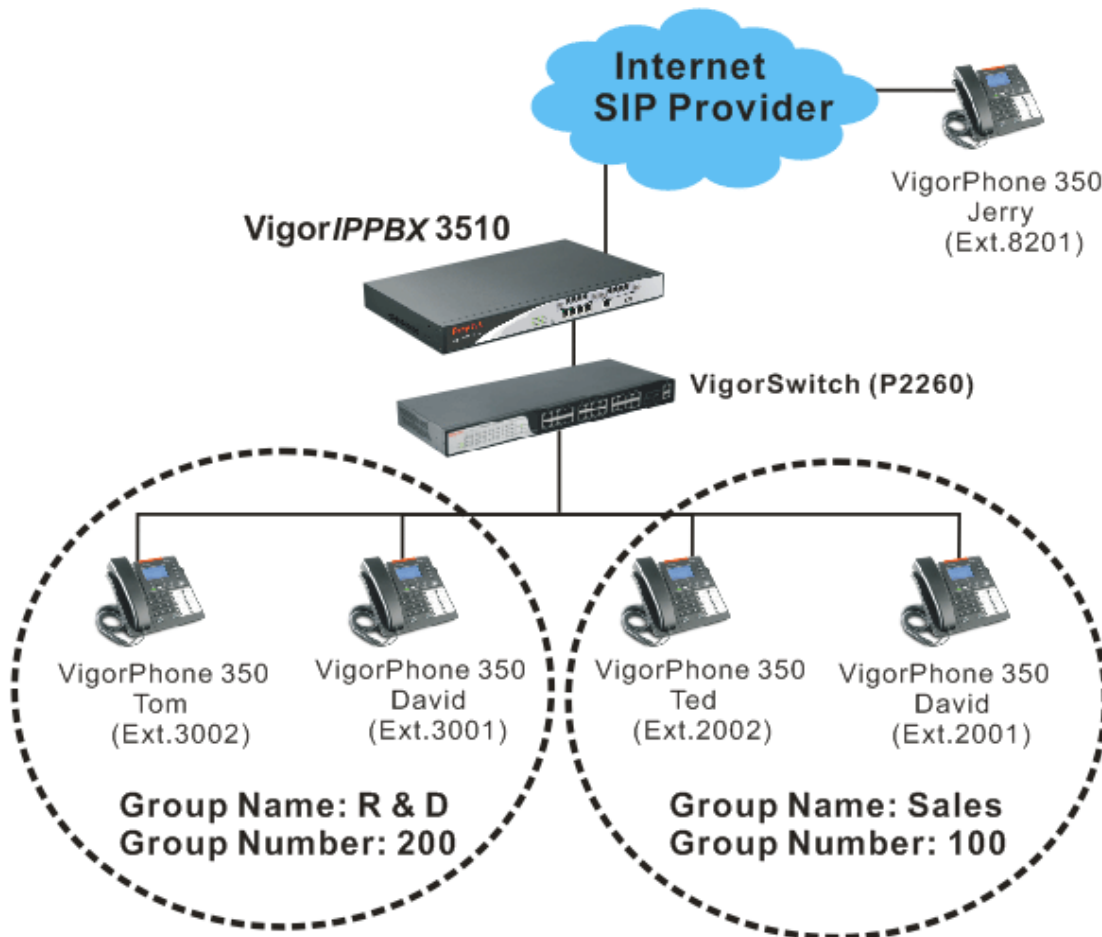 Internet
SIP Provider
VigorPhone 350
Jerry
(Ext.8201)
VigorIPPBX 3510
VigorSwitch (P2260)
VigorPhone 350
Tom
(Ext.3002)
VigorPhone 350
David
(Ext.3001)
VigorPhone 350
Ted
(Ext.2002)
VigorPhone 350
David
(Ext.2001)
Group Name: R & D
Group Number: 200
Group Name: Sales
Group Number: 100